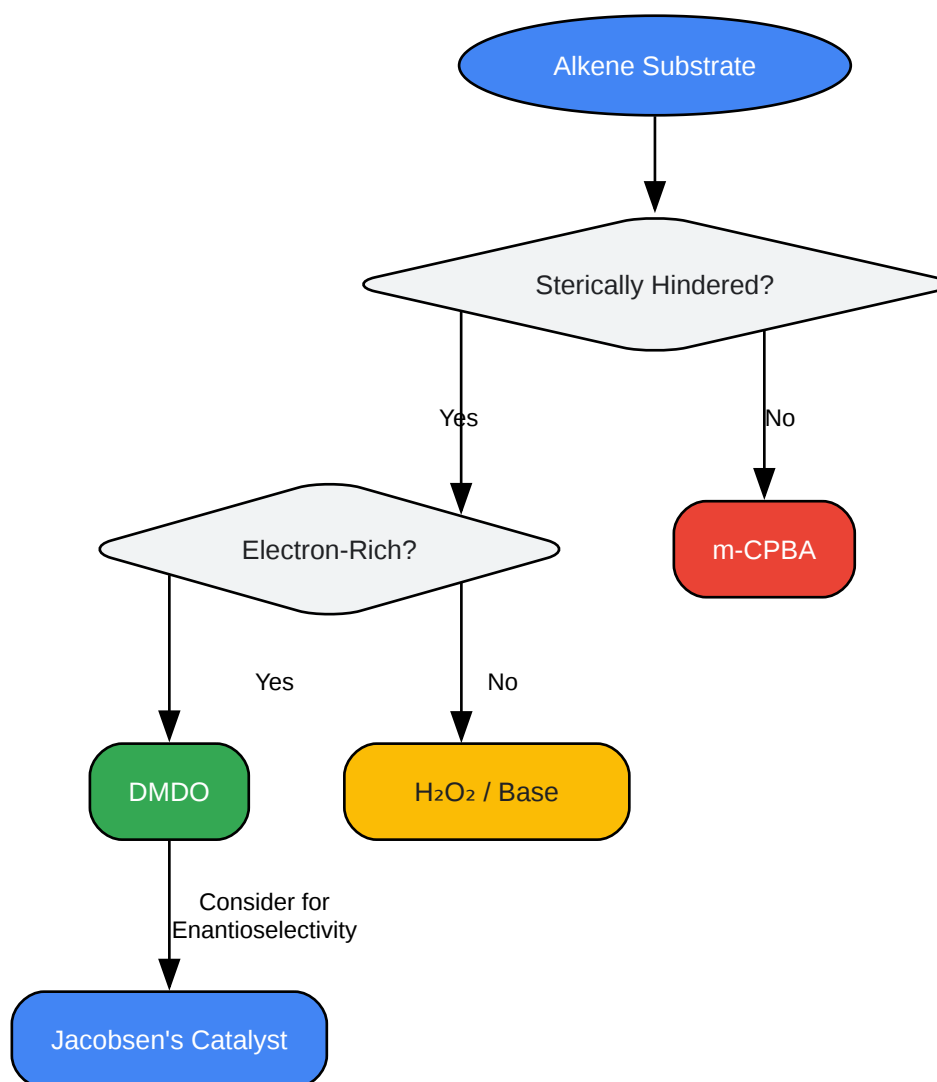 Alkene Substrate
Sterically Hindered?
Yes
No
Electron-Rich?
m-CPBA
Yes
No
DMDO
H₂O₂ / Base
Consider for
Enantioselectivity
Jacobsen's Catalyst